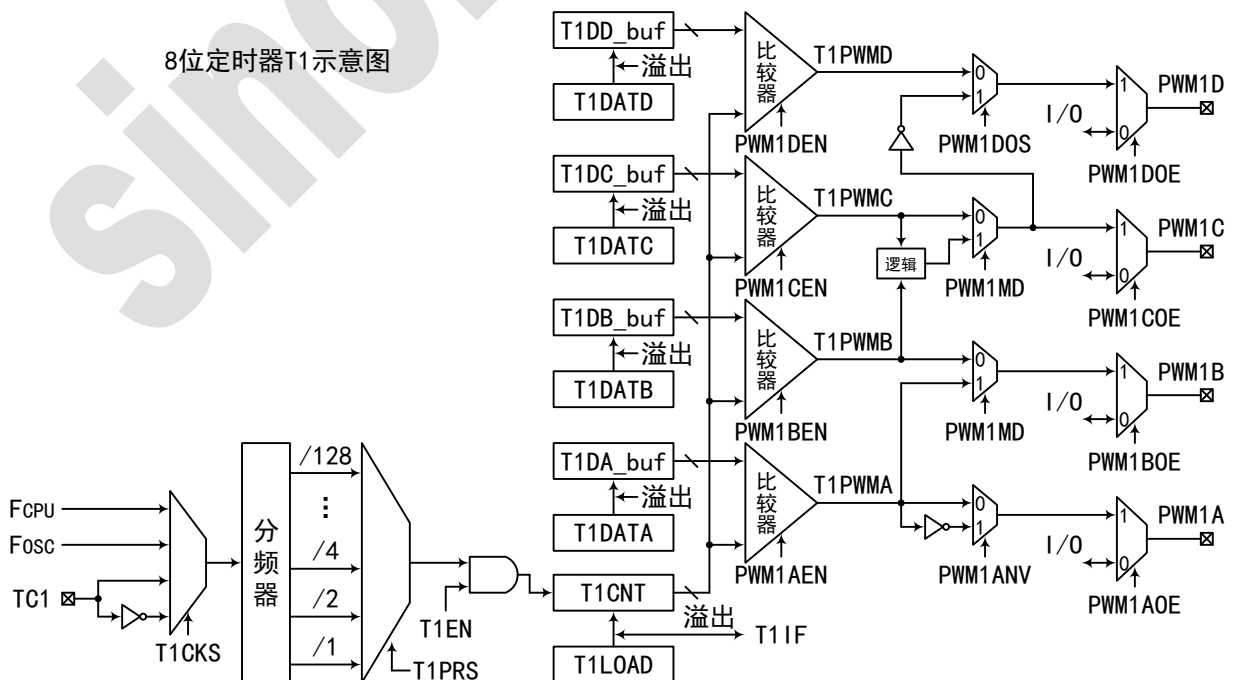 8位定时器T1示意图
T1DD_buf
溢出
T1DATD
比较器
T1PWMD
PWM1DEN
0
1
PWM1DOS
1
0
I/O
PWM1D
PWM1DOE
T1DC_buf
溢出
T1DATC
比较器
T1PWMC
PWM1CEN
逻辑
0
1
PWM1MD
1
0
I/O
PWM1C
PWM1COE
T1DB_buf
溢出
T1DATB
比较器
T1PWMB
PWM1BEN
0
1
PWM1MD
1
0
I/O
PWM1B
PWM1BOE
T1DA_buf
溢出
T1DATA
比较器
T1PWMA
PWM1AEN
0
1
PWM1ANV
1
0
I/O
PWM1A
PWM1AOE
FCPU
FOSC
TC1
T1CKS
分频器
/128
⋮
/4
/2
/1
T1PRS
T1EN
T1CNT
溢出
T1IF
T1LOAD